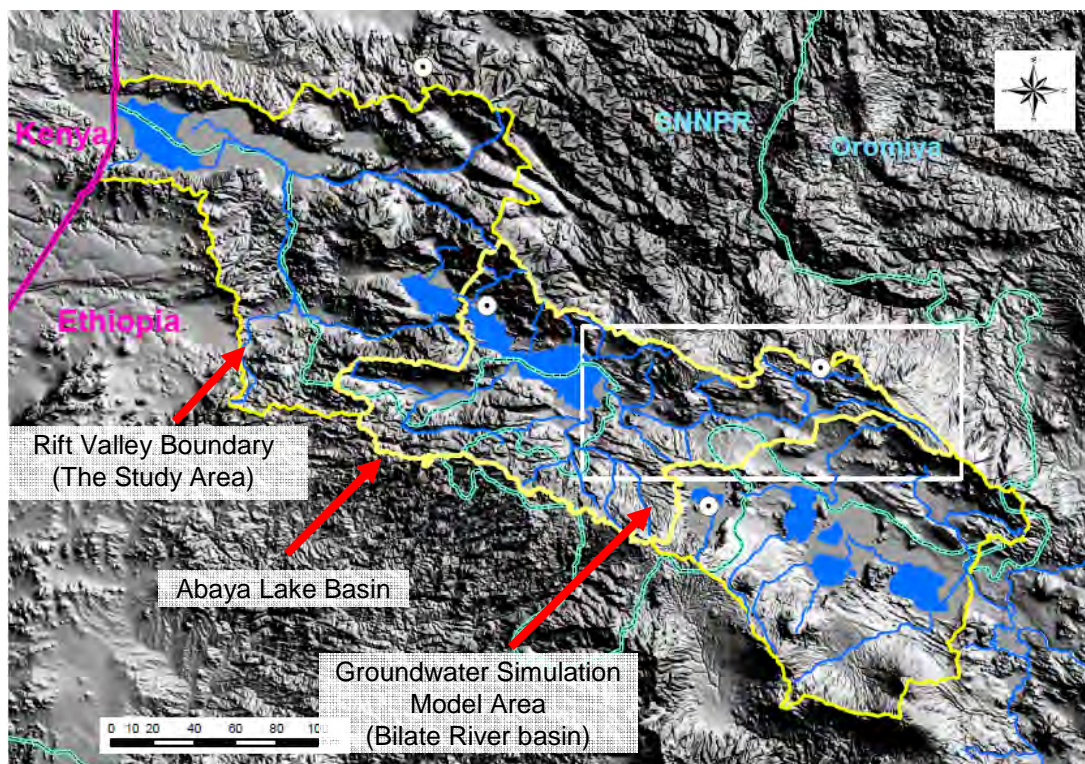 SNNPR
Oromiya
Kenya
Ethiopia
Rift Valley Boundary
(The Study Area)
Abaya Lake Basin
Groundwater Simulation
Model Area
(Bilate River basin)
0 10 20 40 60 80